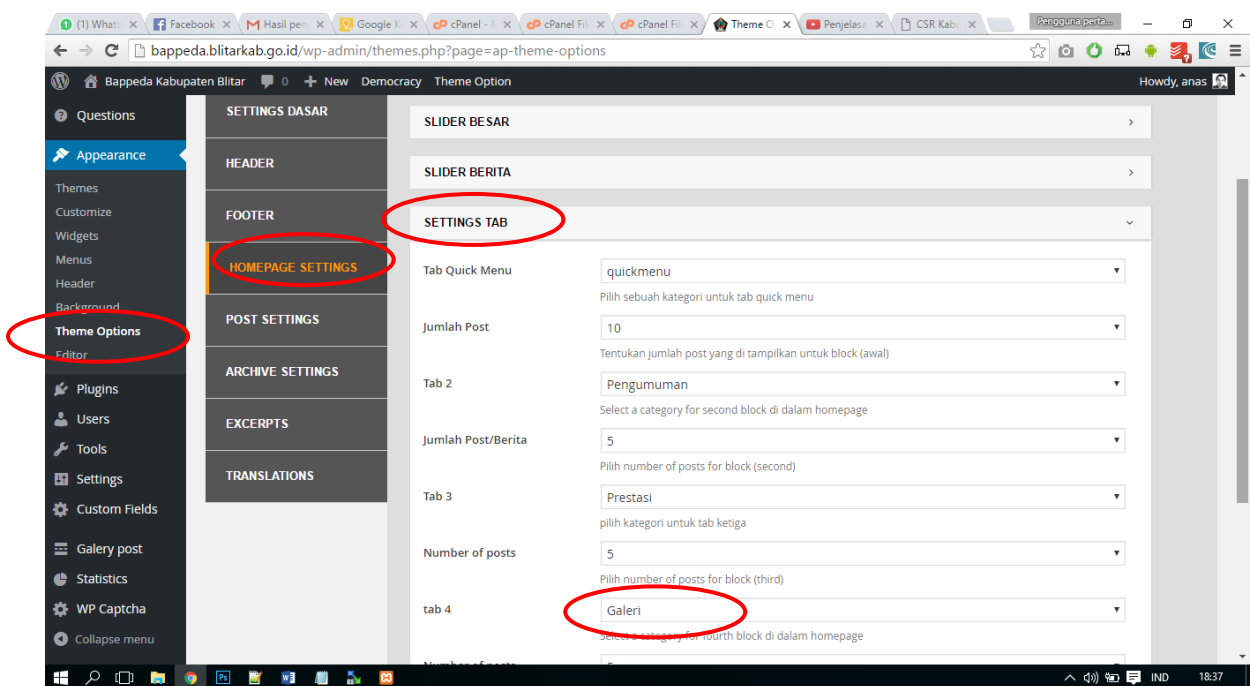 (1) Whats
Facebook
Hasil pen
Google K
cPanel -
cPanel Fil
cPanel Fil
Theme O
Penjelasa
CSR Kabu
Pengguna perta...
bappeda.blitarkab.go.id/wp-admin/themes.php?page=ap-theme-options
Bappeda Kabupaten Blitar 0 + New Democracy Theme Option Howdy, anas
Questions
Appearance
Themes
Customize
Widgets
Menus
Header
Background
Theme Options
Editor
Plugins
Users
Tools
Settings
Custom Fields
Galery post
Statistics
WP Captcha
Collapse menu
SETTINGS DASAR
HEADER
FOOTER
HOMEPAGE SETTINGS
POST SETTINGS
ARCHIVE SETTINGS
EXCERPTS
TRANSLATIONS
SLIDER BESAR
SLIDER BERITA
SETTINGS TAB
Tab Quick Menu
quickmenu
Pilih sebuah kategori untuk tab quick menu
Jumlah Post
10
Tentukan jumlah post yang di tampilkan untuk block (awal)
Tab 2
Pengumuman
Select a category for second block di dalam homepage
Jumlah Post/Berita
5
Pilih number of posts for block (second)
Tab 3
Prestasi
pilih kategori untuk tab ketiga
Number of posts
5
Pilih number of posts for block (third)
tab 4
Galeri
Select a category for fourth block di dalam homepage
Number of posts
IND 18:37